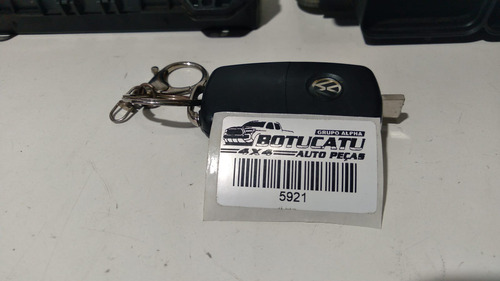 GRUPO ALPHA
BOTUCATU
4X4 AUTO PEÇAS
5921